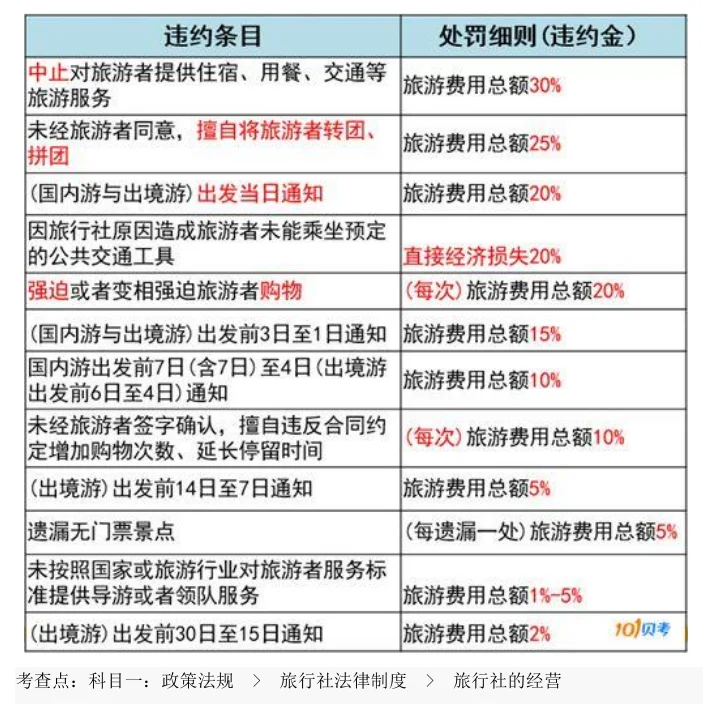 违约条目 处罚细则(违约金)
中止对旅游者提供住宿、用餐、交通等
旅游服务
旅游费用总额30%
未经旅游者同意,擅自将旅游者转团、
拼团
旅游费用总额25%
(国内游与出境游)出发当日通知 旅游费用总额20%
因旅行社原因造成旅游者未能乘坐预定
的公共交通工具
直接经济损失20%
强迫或者变相强迫旅游者购物 (每次)旅游费用总额20%
(国内游与出境游)出发前3日至1日通知 旅游费用总额15%
国内游出发前7日(含7日)至4日(出境游
出发前6日至4日)通知
旅游费用总额10%
未经旅游者签字确认,擅自违反合同约
定增加购物次数、延长停留时间
(每次)旅游费用总额10%
(出境游)出发前14日至7日通知 旅游费用总额5%
遗漏无门票景点 (每遗漏一处)旅游费用总额5%
未按照国家或旅游行业对旅游者服务标
准提供导游或者领队服务
旅游费用总额1%-5%
(出境游)出发前30日至15日通知 旅游费用总额2% 101贝考
考查点:科目一:政策法规 > 旅行社法律制度 > 旅行社的经营